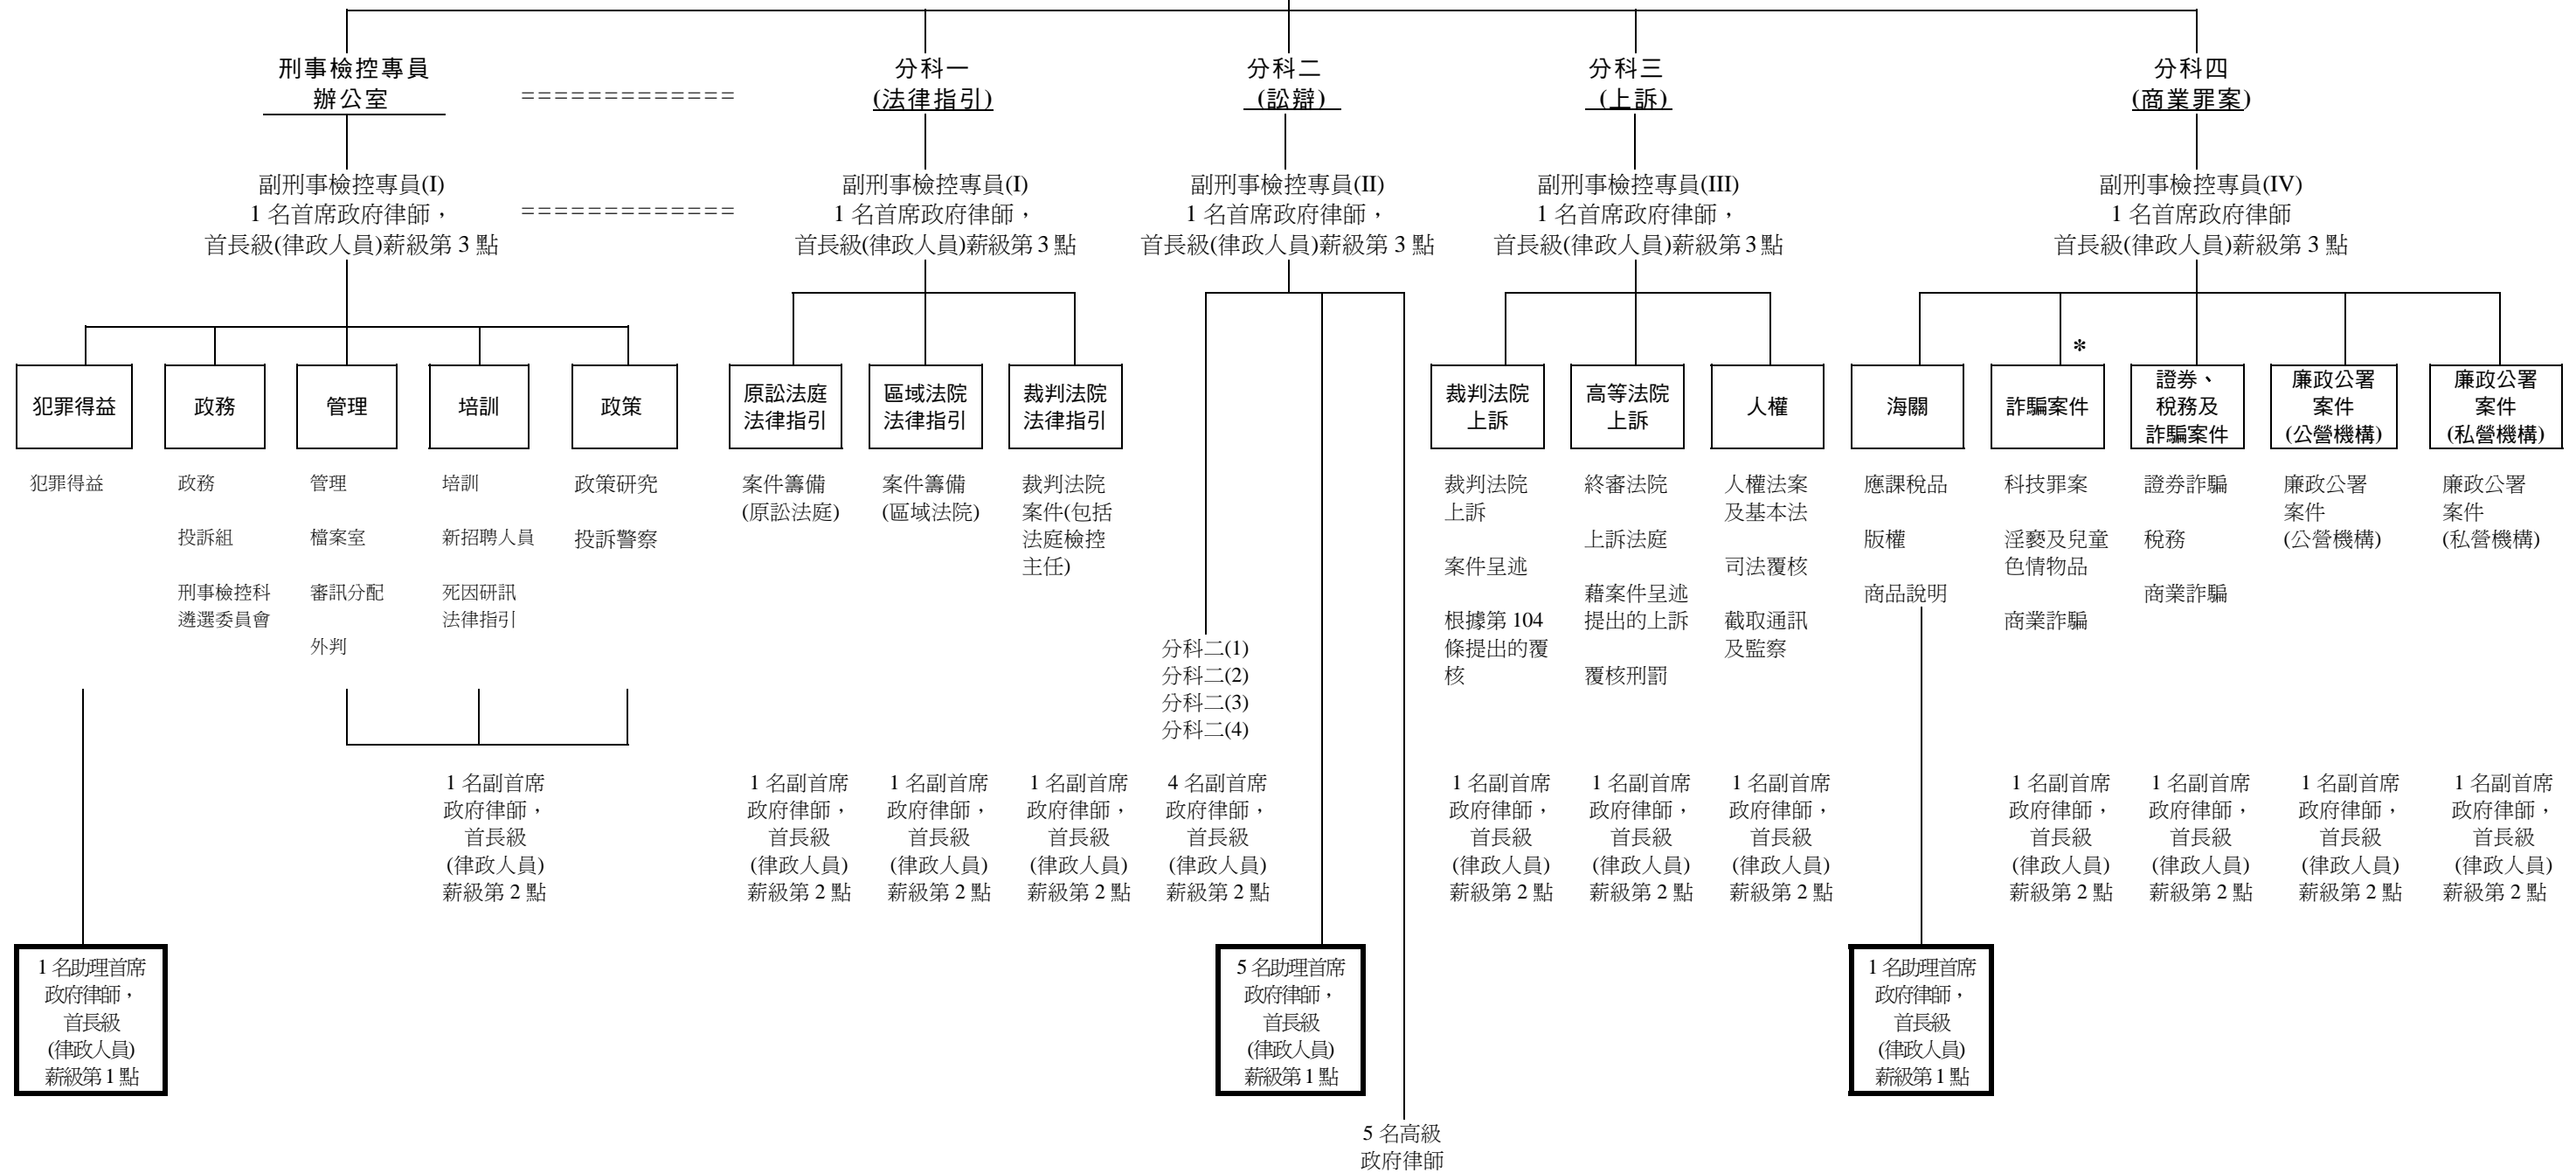 刑事檢控專員
辦公室
=============
分科一
(法律指引)
分科二
(訟辯)
分科三
(上訴)
分科四
(商業罪案)
副刑事檢控專員(I)
1 名首席政府律師，
首長級(律政人員)薪級第 3 點
=============
副刑事檢控專員(I)
1 名首席政府律師，
首長級(律政人員)薪級第 3 點
副刑事檢控專員(II)
1 名首席政府律師，
首長級(律政人員)薪級第 3 點
副刑事檢控專員(III)
1 名首席政府律師，
首長級(律政人員)薪級第 3 點
副刑事檢控專員(IV)
1 名首席政府律師
首長級(律政人員)薪級第 3 點
犯罪得益
政務
管理
培訓
政策
原訟法庭
法律指引
區域法院
法律指引
裁判法院
法律指引
裁判法院
上訴
高等法院
上訴
人權
海關
*
詐騙案件
證券、
稅務及
詐騙案件
廉政公署
案件
(公營機構)
廉政公署
案件
(私營機構)
犯罪得益
政務
投訴組
刑事檢控科
遴選委員會
管理
檔案室
審訊分配
外判
培訓
新招聘人員
死因研訊
法律指引
政策研究
投訴警察
案件籌備
(原訟法庭)
案件籌備
(區域法院)
裁判法院
案件(包括
法庭檢控
主任)
分科二(1)
分科二(2)
分科二(3)
分科二(4)
裁判法院
上訴
案件呈述
根據第 104
條提出的覆
核
終審法院
上訴法庭
藉案件呈述
提出的上訴
覆核刑罰
人權法案
及基本法
司法覆核
截取通訊
及監察
應課稅品
版權
商品說明
科技罪案
淫褻及兒童
色情物品
商業詐騙
證券詐騙
稅務
商業詐騙
廉政公署
案件
(公營機構)
廉政公署
案件
(私營機構)
1 名副首席
政府律師，
首長級
(律政人員)
薪級第 2 點
1 名副首席
政府律師，
首長級
(律政人員)
薪級第 2 點
1 名副首席
政府律師，
首長級
(律政人員)
薪級第 2 點
1 名副首席
政府律師，
首長級
(律政人員)
薪級第 2 點
4 名副首席
政府律師，
首長級
(律政人員)
薪級第 2 點
1 名副首席
政府律師，
首長級
(律政人員)
薪級第 2 點
1 名副首席
政府律師，
首長級
(律政人員)
薪級第 2 點
1 名副首席
政府律師，
首長級
(律政人員)
薪級第 2 點
1 名副首席
政府律師，
首長級
(律政人員)
薪級第 2 點
1 名副首席
政府律師，
首長級
(律政人員)
薪級第 2 點
1 名副首席
政府律師，
首長級
(律政人員)
薪級第 2 點
1 名副首席
政府律師，
首長級
(律政人員)
薪級第 2 點
1 名助理首席
政府律師，
首長級
(律政人員)
薪級第 1 點
5 名助理首席
政府律師，
首長級
(律政人員)
薪級第 1 點
1 名助理首席
政府律師，
首長級
(律政人員)
薪級第 1 點
5 名高級
政府律師